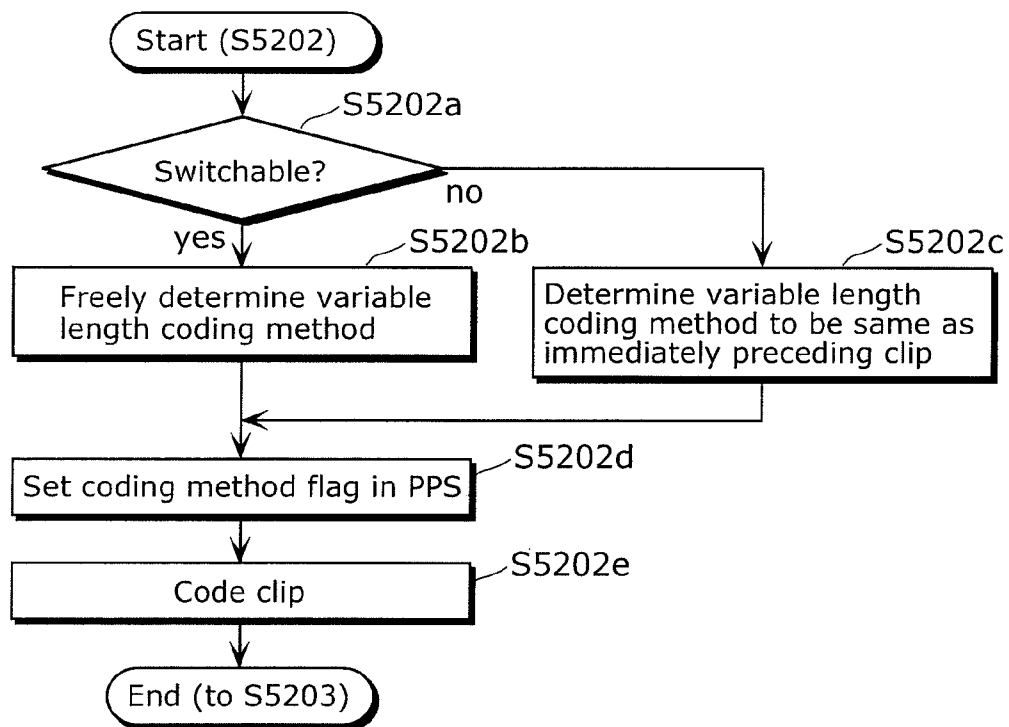 Start (S5202)
S5202a
Switchable?
no
yes
S5202b
S5202c
Freely determine variable
length coding method
Determine variable length
coding method to be same as
immediately preceding clip
S5202d
Set coding method flag in PPS
S5202e
Code clip
End (to S5203)